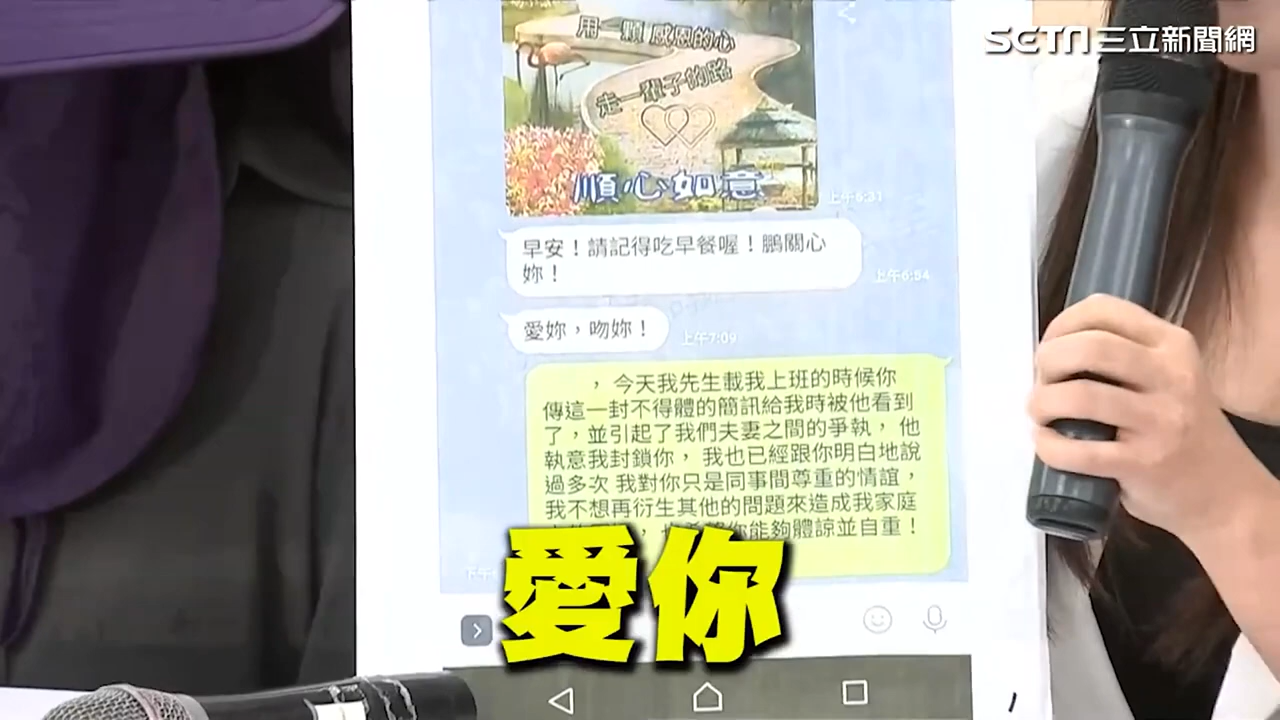 SETN三立新聞網
用一顆感恩的心
走一輩子的路
順心如意
上午6:31
早安！請記得吃早餐喔！鵬關心
妳！
上午6:54
愛妳，吻妳！
上午7:09
，今天我先生載我上班的時候你
傳這一封不得體的簡訊給我時被他看到
了，並引起了我們夫妻之間的爭執， 他
執意我封鎖你， 我也已經跟你明白地說
過多次 我對你只是同事間尊重的情誼，
我不想再衍生其他的問題來造成我家庭
你能夠體諒並自重！
下午
愛你